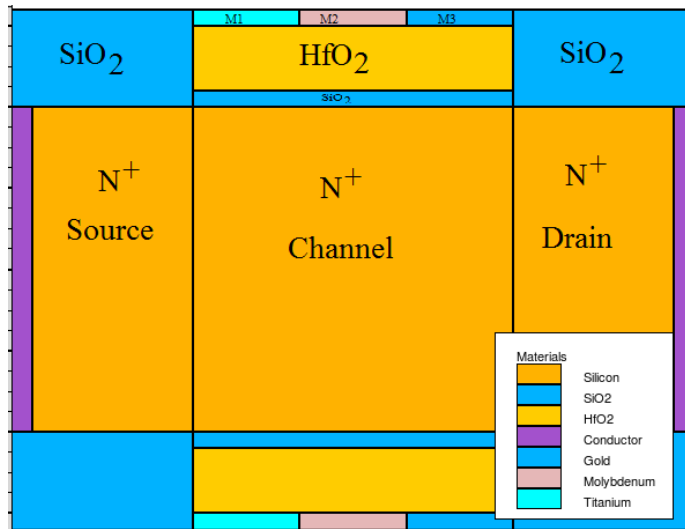 M1 M2 M3
SiO2 HfO2 SiO2
SiO2
N+ N+ N+
Source Channel Drain
Materials
Silicon
SiO2
HfO2
Conductor
Gold
Molybdenum
Titanium